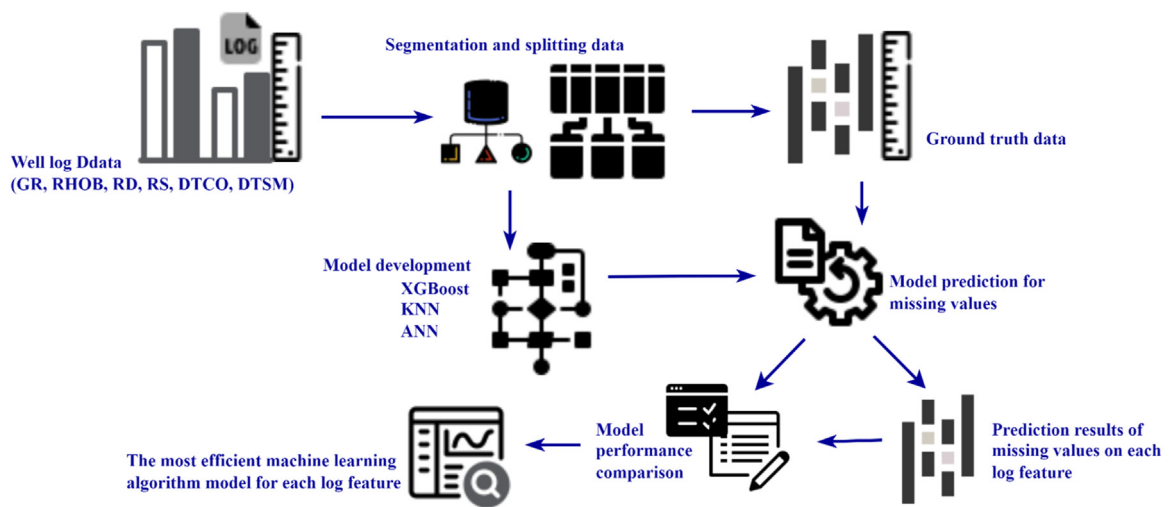 LOG
Segmentation and splitting data
Well log Ddata
(GR, RHOB, RD, RS, DTCO, DTSM)
Ground truth data
Model development
XGBoost
KNN
ANN
Model prediction for
missing values
Model
performance
comparison
Prediction results of
missing values on each
log feature
The most efficient machine learning
algorithm model for each log feature